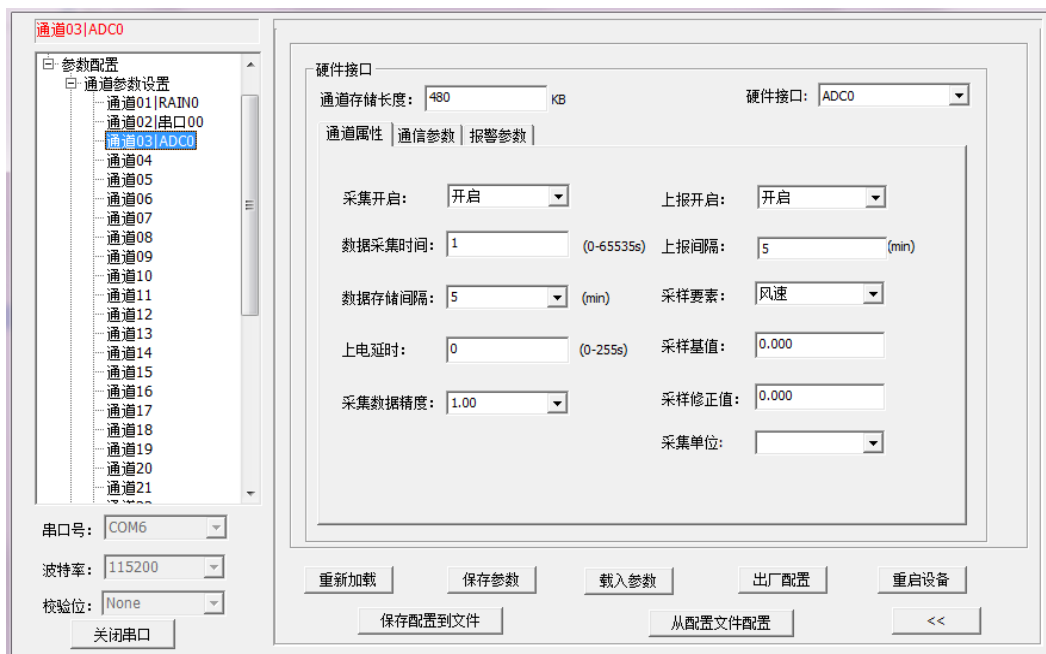 通道03|ADC0
参数配置
通道参数设置
通道01|RAIN0
通道02|串口00
通道03|ADC0
通道04
通道05
通道06
通道07
通道08
通道09
通道10
通道11
通道12
通道13
通道14
通道15
通道16
通道17
通道18
通道19
通道20
通道21
串口号: COM6
波特率: 115200
校验位: None
关闭串口
硬件接口
通道存储长度: 480 KB 硬件接口: ADC0
通道属性 通信参数 报警参数
采集开启: 开启 上报开启: 开启
数据采集时间: 1 (0-65535s) 上报间隔: 5 (min)
数据存储间隔: 5 (min) 采样要素: 风速
上电延时: 0 (0-255s) 采样基值: 0.000
采集数据精度: 1.00 采样修正值: 0.000
采集单位:
重新加载 保存参数 载入参数 出厂配置 重启设备
保存配置到文件 从配置文件配置 <<